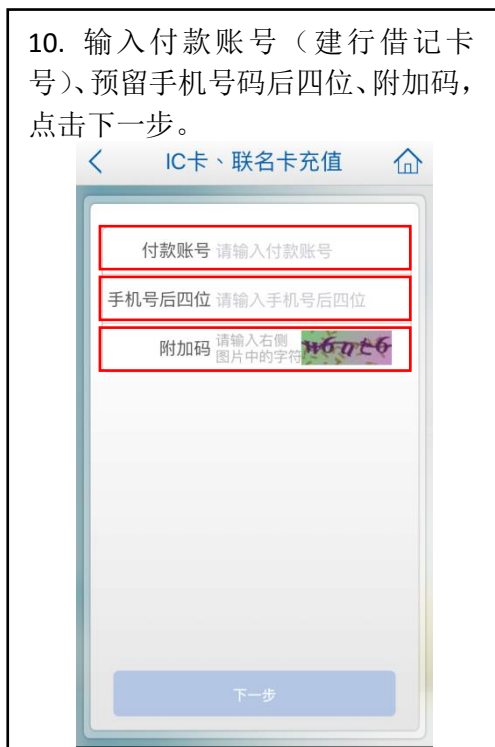 10. 输入付款账号（建行借记卡
号）、预留手机号码后四位、附加码，
点击下一步。
IC卡、联名卡充值
付款账号 请输入付款账号
手机号后四位 请输入手机号后四位
附加码 请输入右侧
图片中的字符
下一步